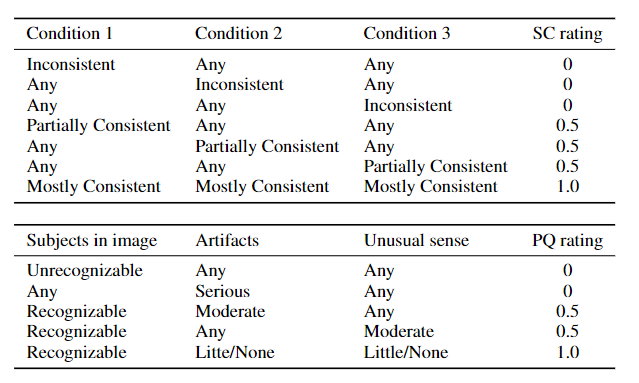 Condition 1 Condition 2 Condition 3 SC rating
Inconsistent Any Any 0
Any Inconsistent Any 0
Any Any Inconsistent 0
Partially Consistent Any Any 0.5
Any Partially Consistent Any 0.5
Any Any Partially Consistent 0.5
Mostly Consistent Mostly Consistent Mostly Consistent 1.0
Subjects in image Artifacts Unusual sense PQ rating
Unrecognizable Any Any 0
Any Serious Any 0
Recognizable Moderate Any 0.5
Recognizable Any Moderate 0.5
Recognizable Litte/None Little/None 1.0